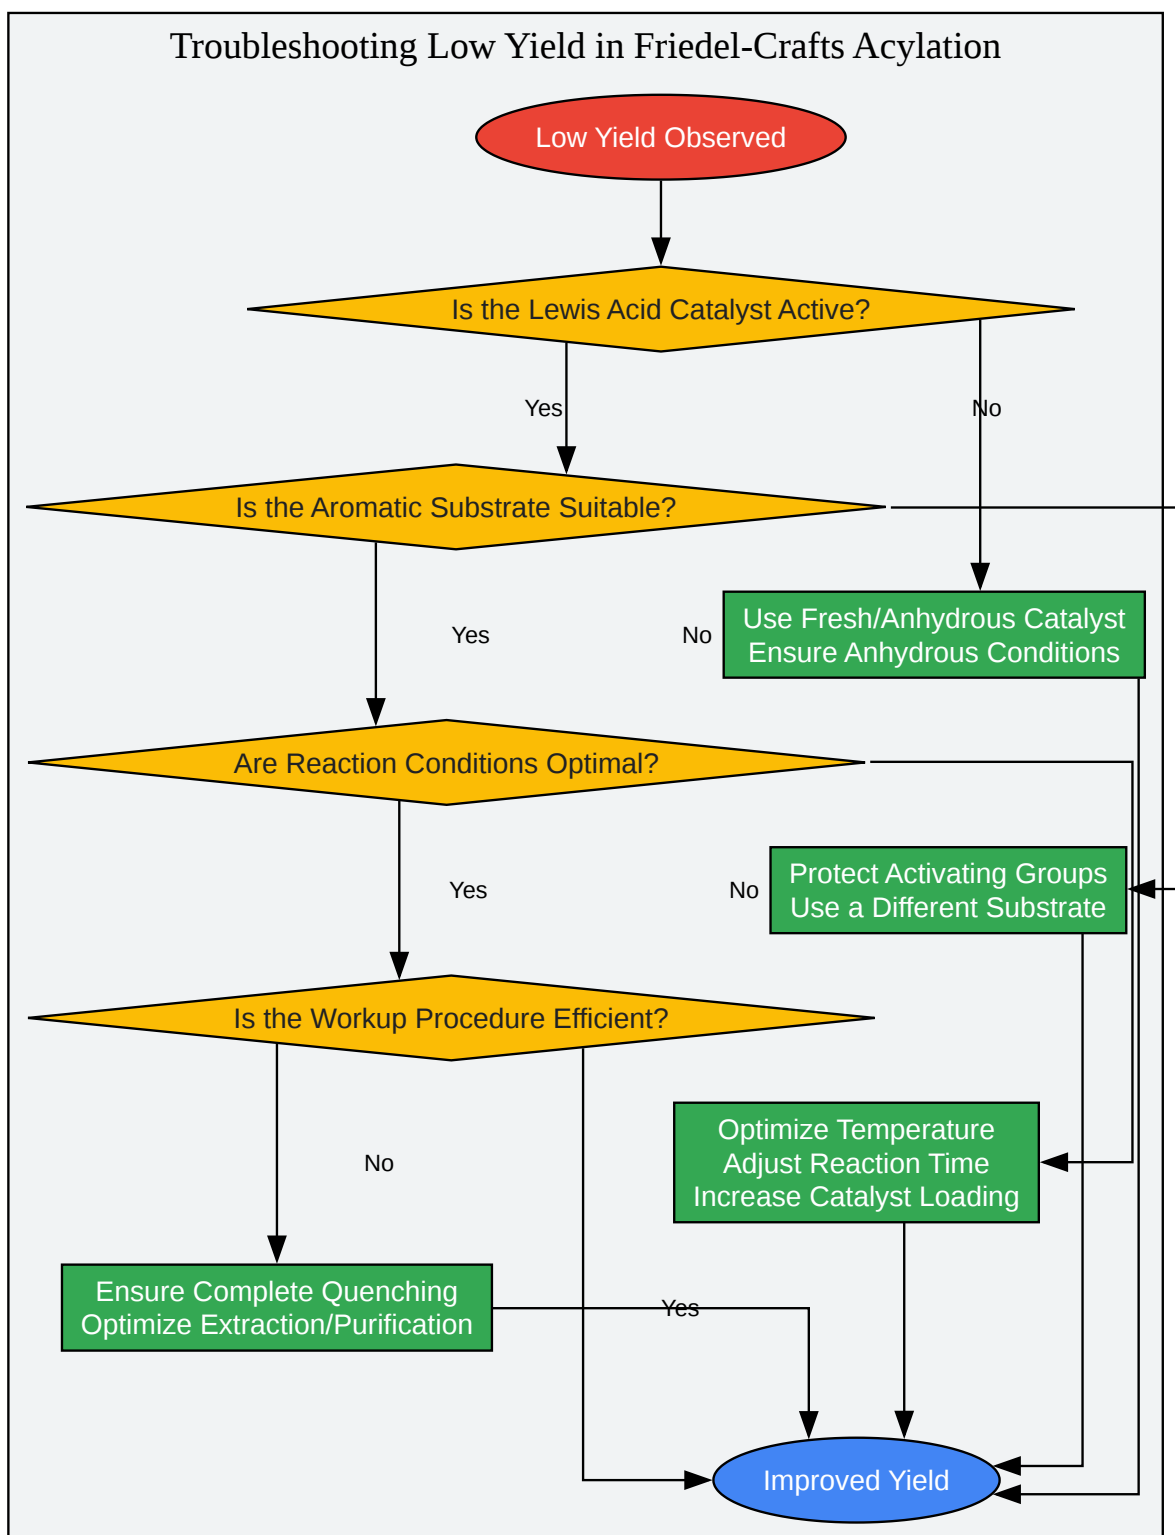 Troubleshooting Low Yield in Friedel-Crafts Acylation
Low Yield Observed
Is the Lewis Acid Catalyst Active?
Yes
No
Is the Aromatic Substrate Suitable?
Use Fresh/Anhydrous Catalyst
Ensure Anhydrous Conditions
Yes
No
Are Reaction Conditions Optimal?
Protect Activating Groups
Use a Different Substrate
Yes
No
Is the Workup Procedure Efficient?
Optimize Temperature
Adjust Reaction Time
Increase Catalyst Loading
No
Ensure Complete Quenching
Optimize Extraction/Purification
Yes
Improved Yield